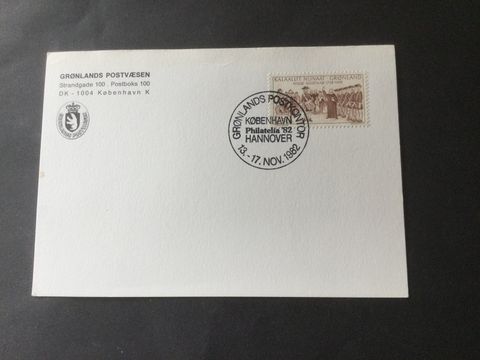 GRØNLANDS POSTVÆSEN
Strandgade 100 . Postboks 100
DK - 1004 København K
KALAALLIT NUNAAT GRØNLAND
GRØNLANDS POSTKONTOR
KØBENHAVN
Philatelia '82
HANNOVER
13.-17. NOV. 1982